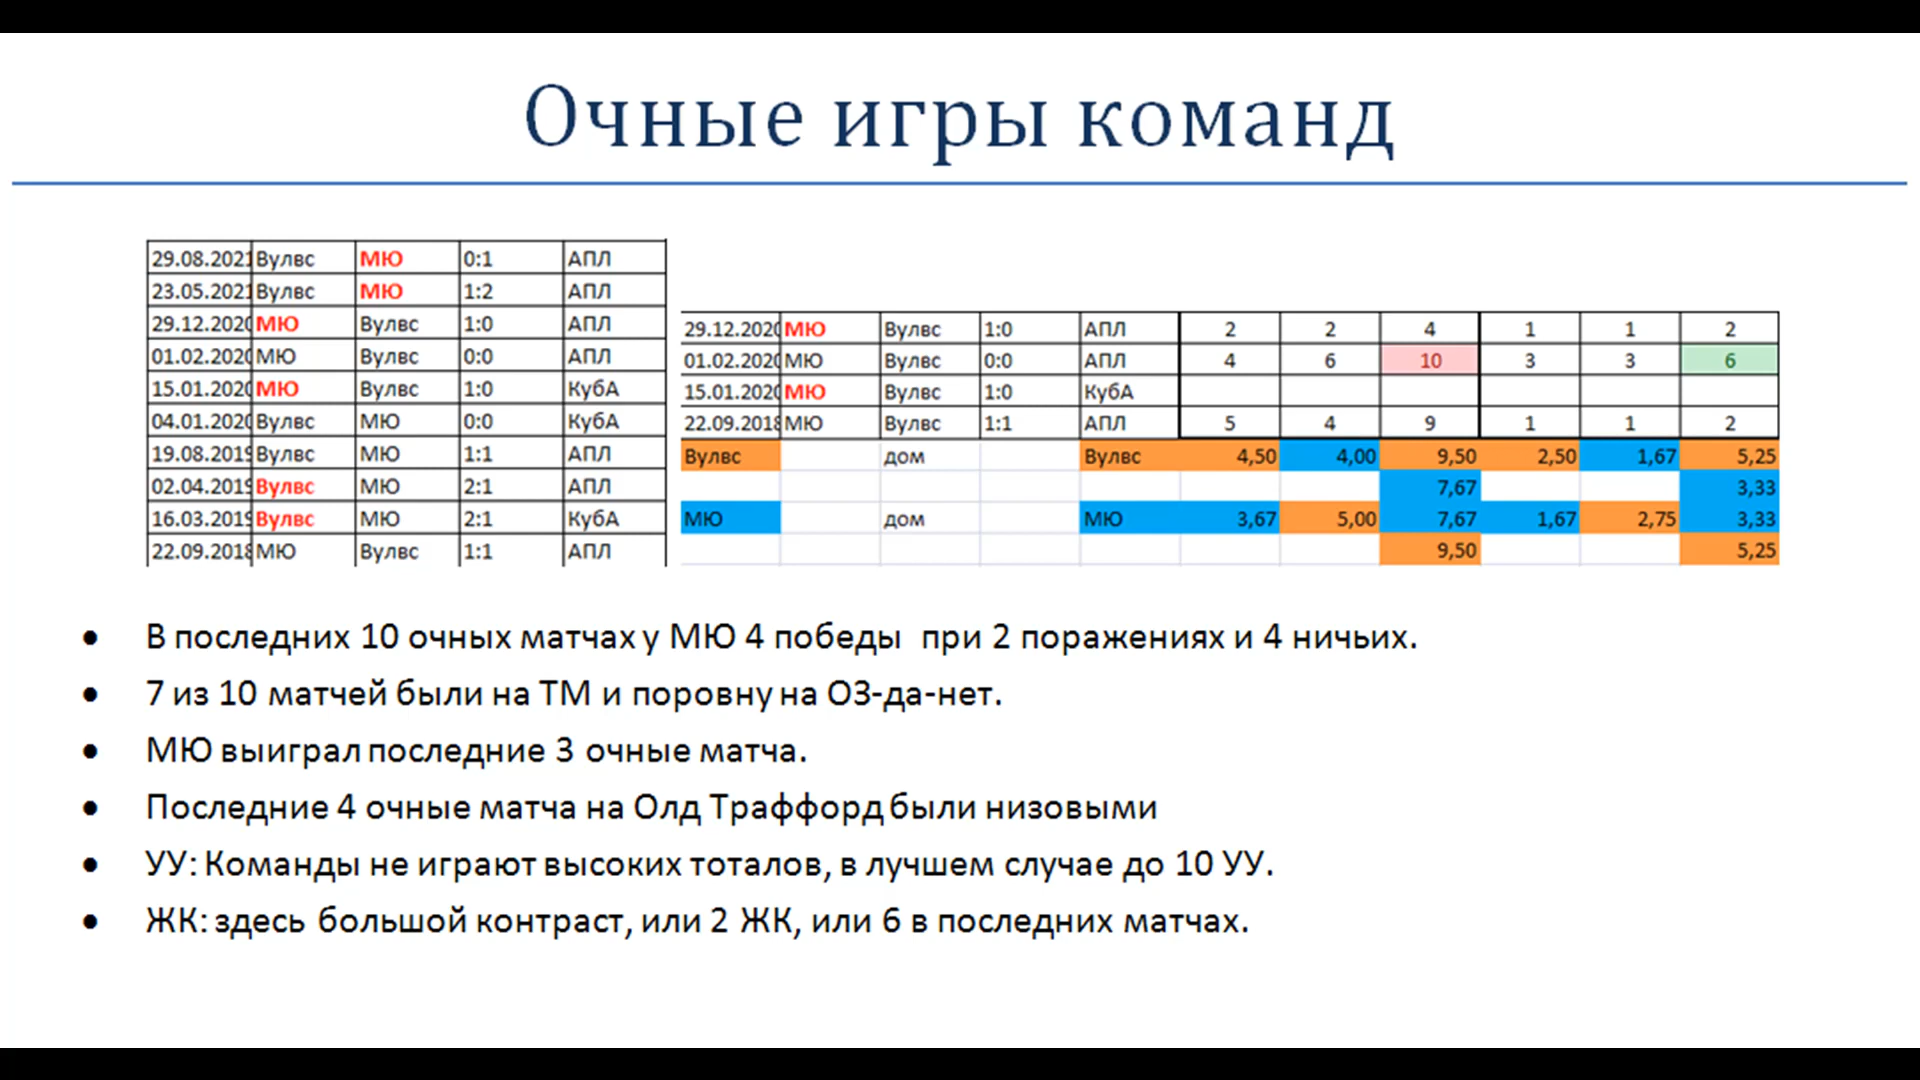 Очные игры команд
29.08.2021 Вулвс МЮ 0:1 АПЛ
23.05.2021 Вулвс МЮ 1:2 АПЛ
29.12.2020 МЮ Вулвс 1:0 АПЛ
01.02.2020 МЮ Вулвс 0:0 АПЛ
15.01.2020 МЮ Вулвс 1:0 КубА
04.01.2020 Вулвс МЮ 0:0 КубА
19.08.2019 Вулвс МЮ 1:1 АПЛ
02.04.2019 Вулвс МЮ 2:1 АПЛ
16.03.2019 Вулвс МЮ 2:1 КубА
22.09.2018 МЮ Вулвс 1:1 АПЛ
29.12.2020 МЮ Вулвс 1:0 АПЛ 2 2 4 1 1 2
01.02.2020 МЮ Вулвс 0:0 АПЛ 4 6 10 3 3 6
15.01.2020 МЮ Вулвс 1:0 КубА
22.09.2018 МЮ Вулвс 1:1 АПЛ 5 4 9 1 1 2
Вулвс дом Вулвс 4,50 4,00 9,50 2,50 1,67 5,25
7,67 3,33
МЮ дом МЮ 3,67 5,00 7,67 1,67 2,75 3,33
9,50 5,25
● В последних 10 очных матчах у МЮ 4 победы при 2 поражениях и 4 ничьих.
● 7 из 10 матчей были на ТМ и поровну на ОЗ-да-нет.
● МЮ выиграл последние 3 очные матча.
● Последние 4 очные матча на Олд Траффорд были низовыми
● УУ: Команды не играют высоких тоталов, в лучшем случае до 10 УУ.
● ЖК: здесь большой контраст, или 2 ЖК, или 6 в последних матчах.